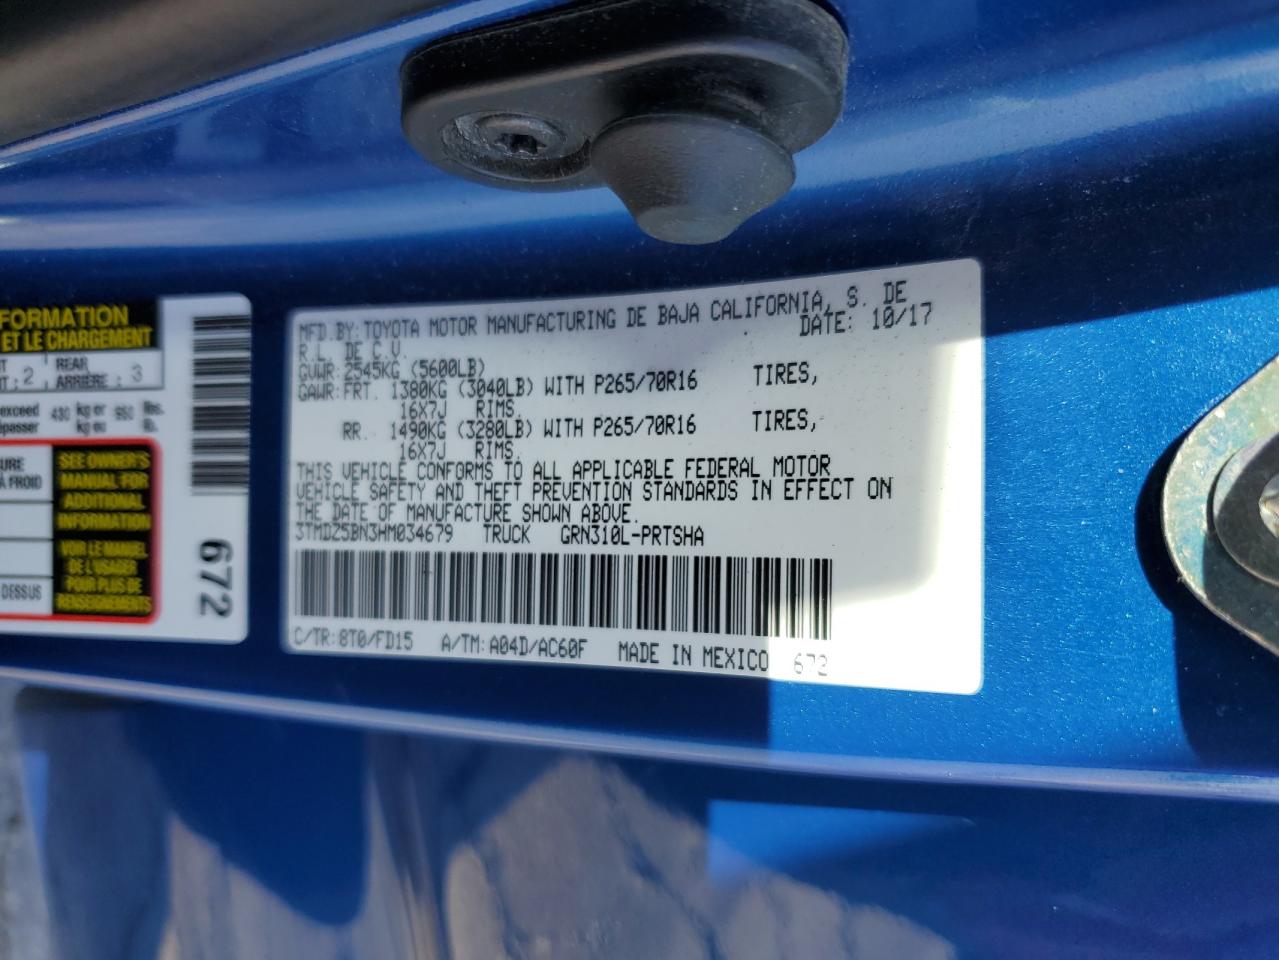 MFD.BY: TOYOTA MOTOR MANUFACTURING DE BAJA CALIFORNIA, S. DE
R.L. DE C.V. DATE: 10/17
GVWR: 2545KG (5600LB)
GAWR: FRT. 1380KG (3040LB) WITH P265/70R16 TIRES,
16X7J RIMS.
RR. 1490KG (3280LB) WITH P265/70R16 TIRES,
16X7J RIMS.
THIS VEHICLE CONFORMS TO ALL APPLICABLE FEDERAL MOTOR
VEHICLE SAFETY AND THEFT PREVENTION STANDARDS IN EFFECT ON
THE DATE OF MANUFACTURE SHOWN ABOVE.
3TMDZ5BN3HM034679 TRUCK GRN310L-PRTSHA
C/TR: 8T0/FD15 A/TM: A04D/AC60F MADE IN MEXICO 672
FORMATION
ET LE CHARGEMENT
2 REAR
ARRIÈRE: 3
exceed kg or lbs.
kg ou lb.
SEE OWNER'S
MANUAL FOR
ADDITIONAL
INFORMATION
À FROID
VOIR LE MANUEL
DE L'USAGER
POUR PLUS DE
RENSEIGNEMENTS
DESSUS
672